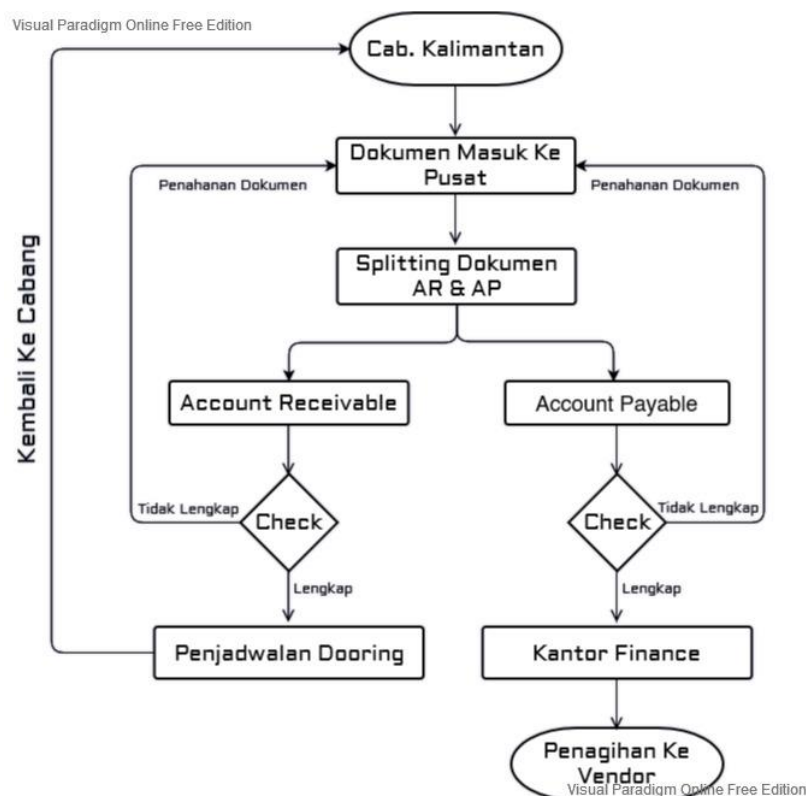 Visual Paradigm Online Free Edition
Cab. Kalimantan
Dokumen Masuk Ke
Pusat
Penahanan Dokumen
Penahanan Dokumen
Splitting Dokumen
AR & AP
Kembali Ke Cabang
Account Receivable
Account Payable
Tidak Lengkap
Check
Check
Tidak Lengkap
Lengkap
Lengkap
Penjadwalan Dooring
Kantor Finance
Penagihan Ke
Vendor
Visual Paradigm Online Free Edition